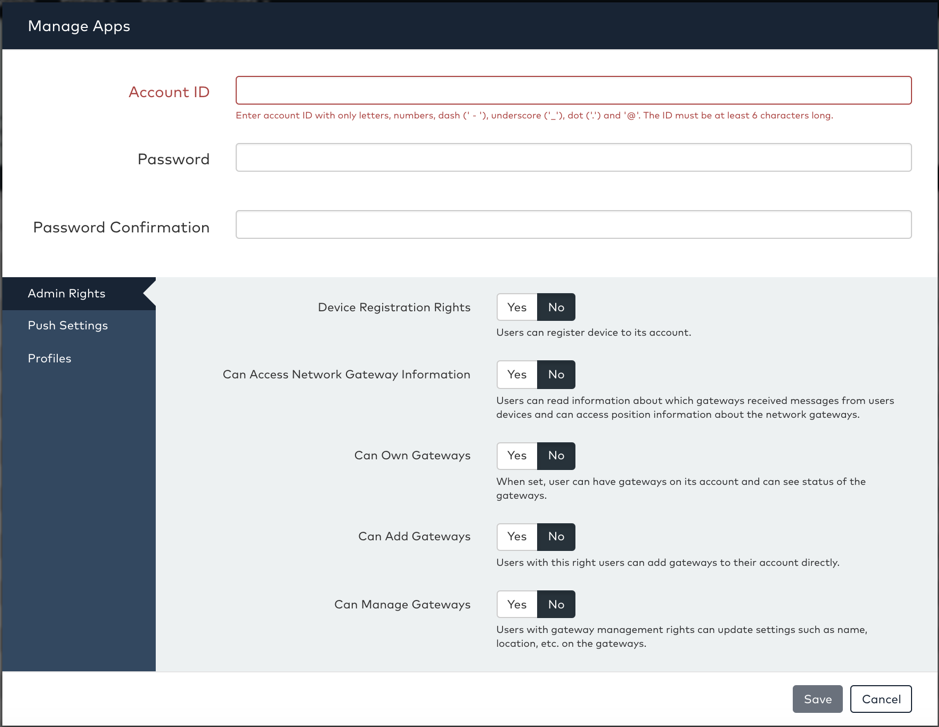 Manage Apps
Account ID
Enter account ID with only letters, numbers, dash (' - '), underscore ('_'), dot ('.') and '@'. The ID must be at least 6 characters long.
Password
Password Confirmation
Admin Rights
Push Settings
Profiles
Device Registration Rights Yes No
Users can register device to its account.
Can Access Network Gateway Information Yes No
Users can read information about which gateways received messages from users
devices and can access position information about the network gateways.
Can Own Gateways Yes No
When set, user can have gateways on its account and can see status of the
gateways.
Can Add Gateways Yes No
Users with this right users can add gateways to their account directly.
Can Manage Gateways Yes No
Users with gateway management rights can update settings such as name,
location, etc. on the gateways.
Save Cancel